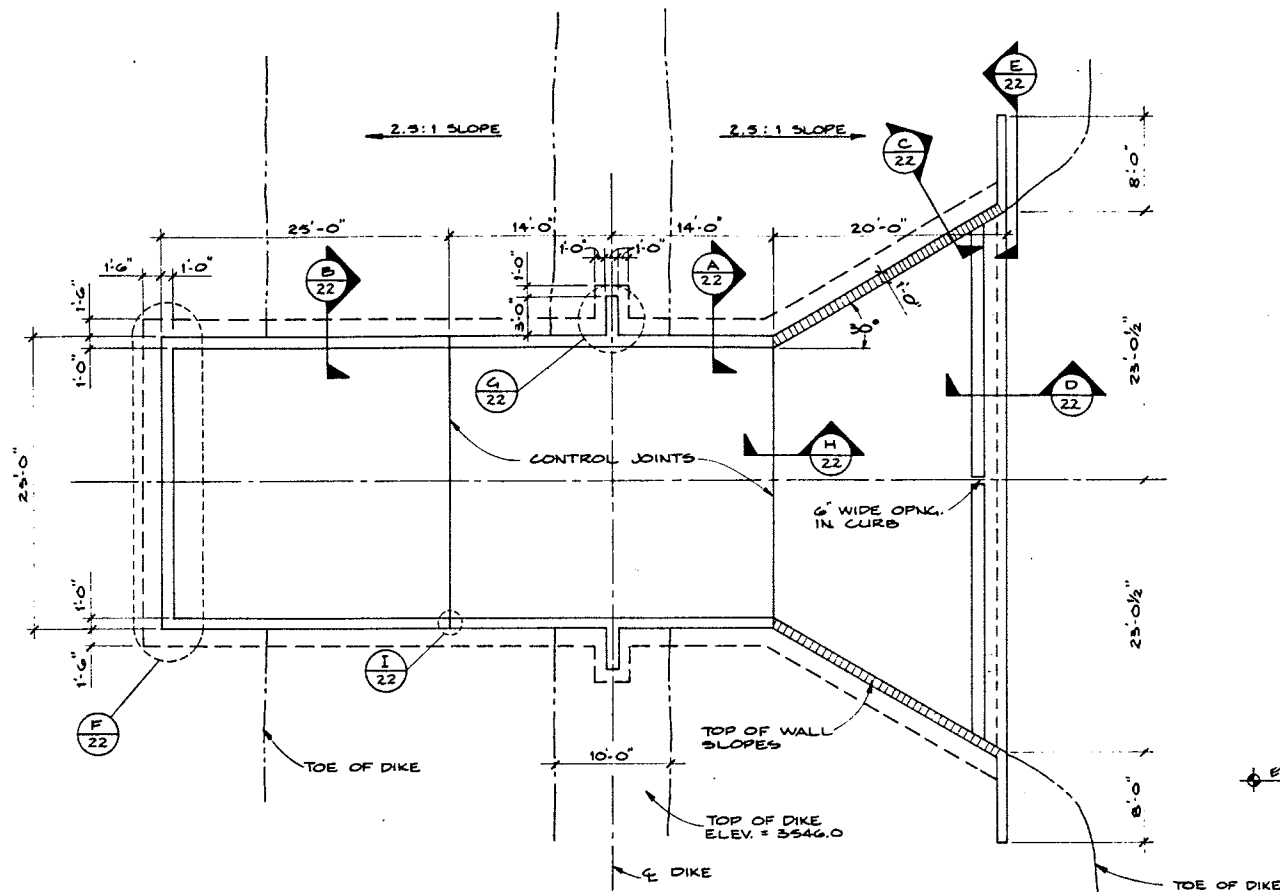 E
22
2.5:1 SLOPE
2.5:1 SLOPE
C
22
8'-0"
25'-0"
14'-0"
14'-0"
20'-0"
1'-0"
1'-0"
1'-6"
1'-0"
B
22
A
22
1'-0"
3'-0"
1'-6"
1'-0"
1'-0"
23'-0½"
G
22
D
22
CONTROL JOINTS
H
22
23'-0"
6" WIDE OPNG.
IN CURB
1'-0"
1'-6"
23'-0½"
I
22
F
22
TOP OF WALL
SLOPES
TOE OF DIKE
10'-0"
8'-0"
TOP OF DIKE
ELEV. = 3546.0
℄ DIKE
TOE OF DIKE